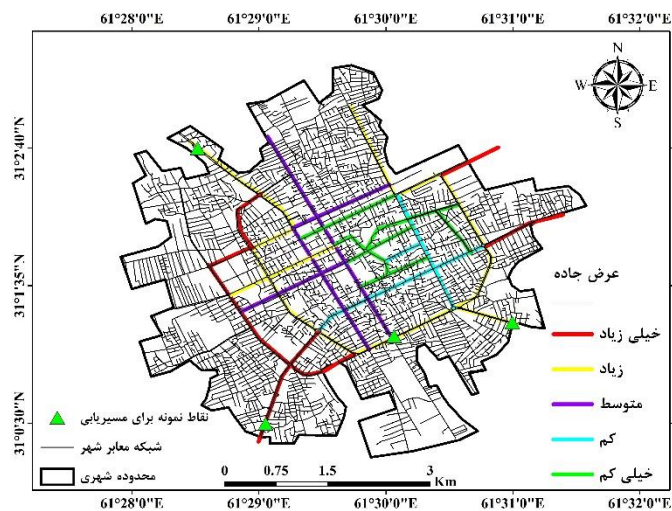 61°28'0"E 61°29'0"E 61°30'0"E 61°31'0"E 61°32'0"E
N
W E
S
31°2'40"N
31°1'35"N
31°0'30"N
عرض جاده
خیلی زیاد
زیاد
متوسط
کم
خیلی کم
نقاط نمونه برای مسیریابی
شبکه معابر شهر
محدوده شهری
0 0.75 1.5 3
Km
61°28'0"E 61°29'0"E 61°30'0"E 61°31'0"E 61°32'0"E